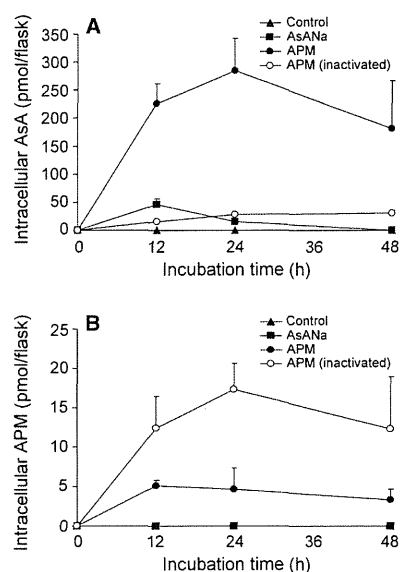 A
Control
AsANa
APM
APM (inactivated)
350
300
250
200
150
100
50
0
Intracellular AsA (pmol/flask)
0 12 24 36 48
Incubation time (h)
B
Control
AsANa
APM
APM (inactivated)
25
20
15
10
5
0
Intracellular APM (pmol/flask)
0 12 24 36 48
Incubation time (h)